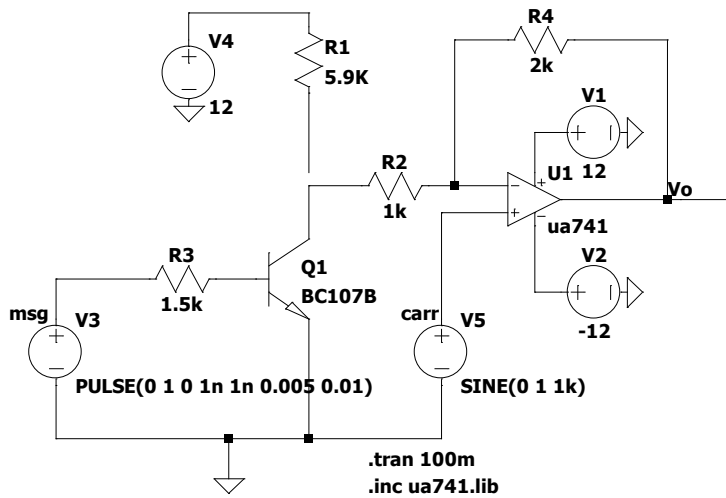 R4
2k
V4
12
R1
5.9K
V1
12
R2
1k
U1
ua741
Vo
R3
1.5k
Q1
BC107B
V2
-12
msg
V3
PULSE(0 1 0 1n 1n 0.005 0.01)
carr
V5
SINE(0 1 1k)
.tran 100m
.inc ua741.lib